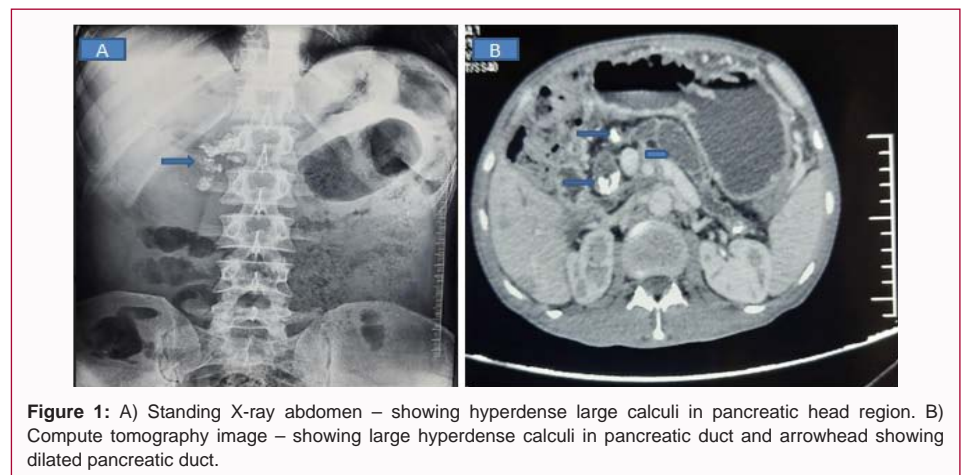 A
B
Figure 1: A) Standing X-ray abdomen – showing hyperdense large calculi in pancreatic head region. B)
Compute tomography image – showing large hyperdense calculi in pancreatic duct and arrowhead showing
dilated pancreatic duct.